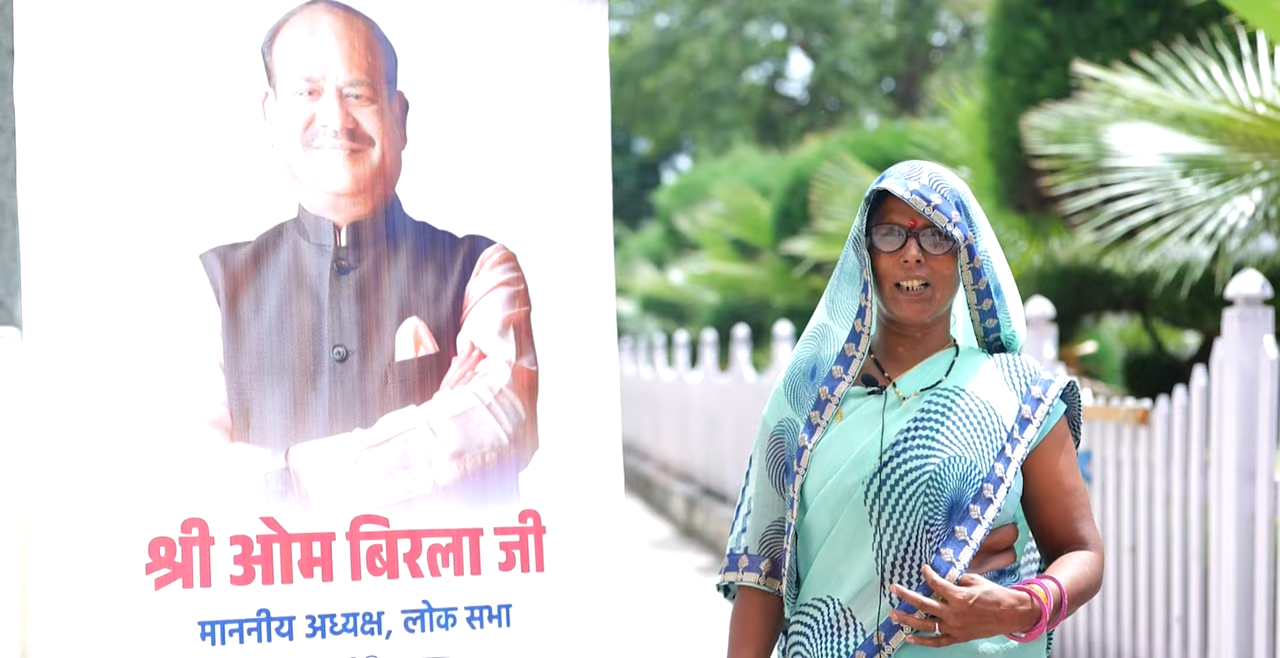 श्री ओम बिरला जी
माननीय अध्यक्ष, लोक सभा